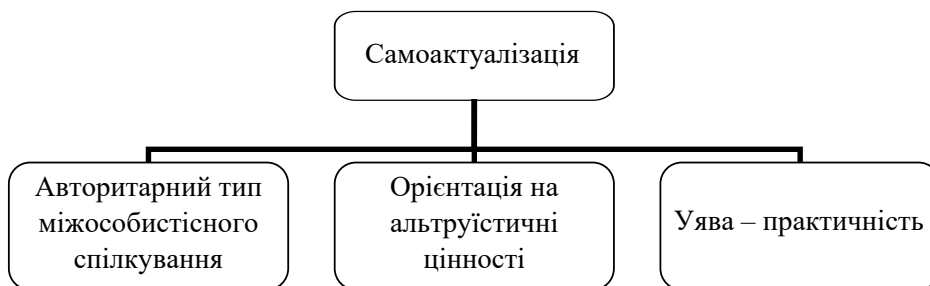 Самоактуалізація
Авторитарний тип
міжособистісного
спілкування
Орієнтація на
альтруїстичні
цінності
Уява – практичність